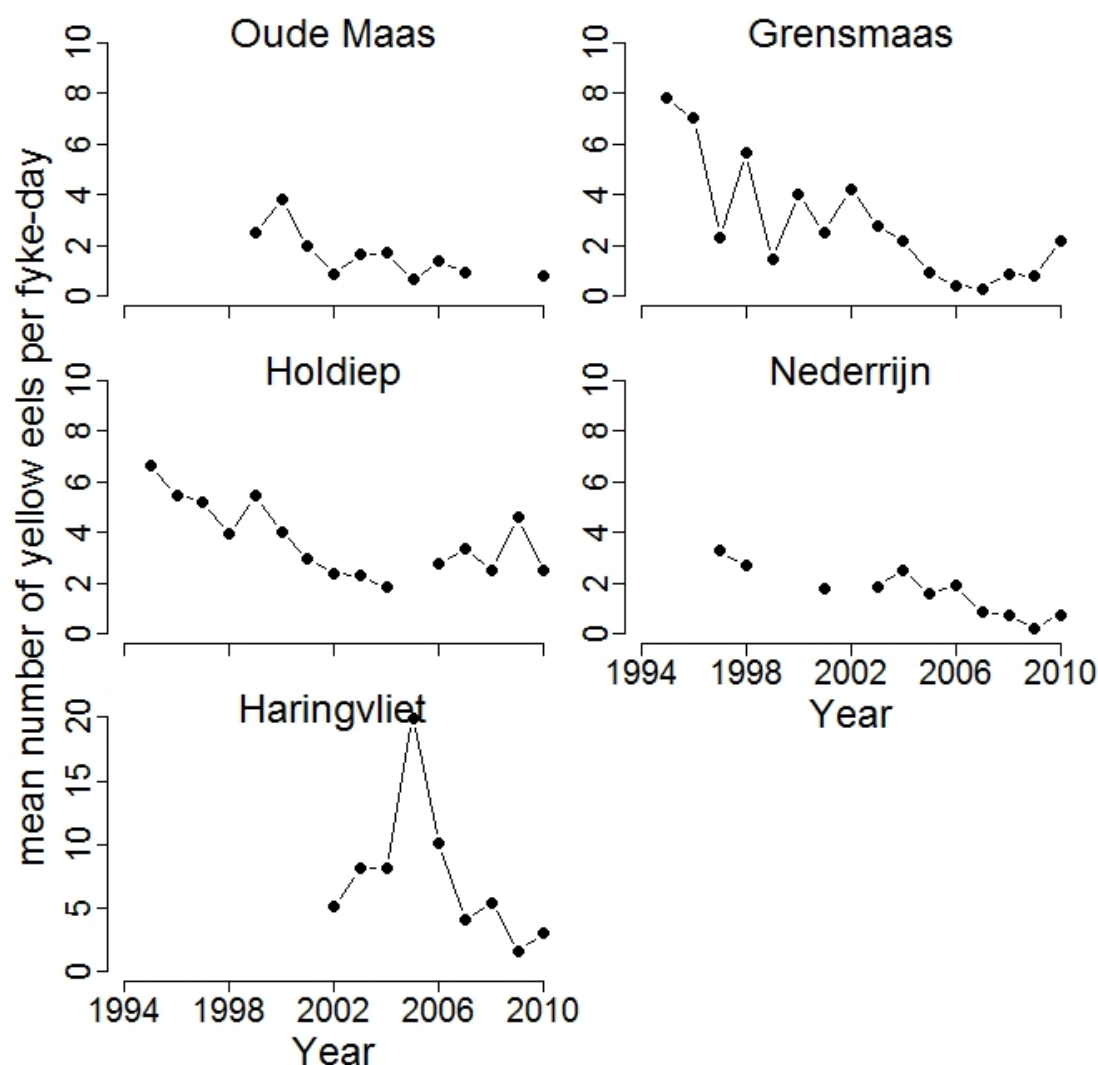 mean number of yellow eels per fyke-day
Oude Maas
10
8
6
4
2
0
Grensmaas
10
8
6
4
2
0
Holdiep
10
8
6
4
2
0
Nederrijn
10
8
6
4
2
0
1994 1998 2002 2006 2010
Year
Haringvliet
20
15
10
5
0
1994 1998 2002 2006 2010
Year